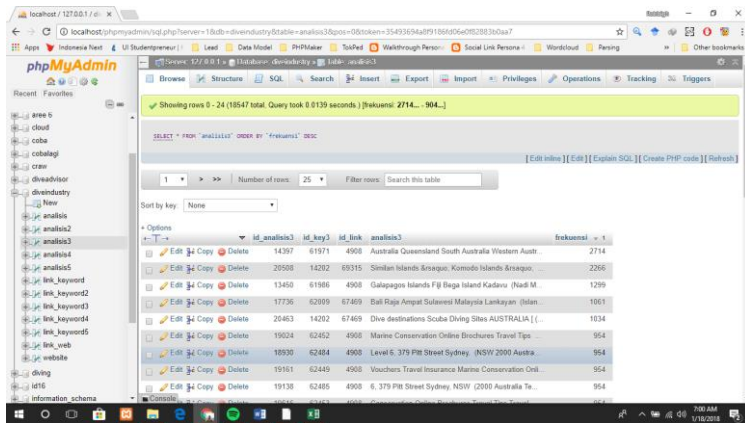 localhost / 127.0.0.1 / di
localhost/phpmyadmin/sql.php?server=1&db=diveindustry&table=analisis3&pos=0&token=35493694a8f9186fd06e0f82883b0aa7
Apps Indonesia Next UI Studentpreneur | Lead Data Model PHPMaker TokPed Walkthrough Person Social Link Persona Wordcloud Parsing Other bookmarks
phpMyAdmin
Recent Favorites
aree 6
cloud
coba
cobalagi
craw
diveadvisor
diveindustry
New
analisis
analisis2
analisis3
analisis4
analisis5
link_keyword
link_keyword2
link_keyword3
link_keyword4
link_keyword5
link_web
website
diving
id16
information_schema
Server: 127.0.0.1 » Database: diveindustry » Table: analisis3
Browse Structure SQL Search Insert Export Import Privileges Operations Tracking Triggers
Showing rows 0 - 24 (18547 total, Query took 0.0139 seconds.) [frekuensi: 2714... - 904...]
SELECT * FROM `analisis3` ORDER BY `frekuensi` DESC
[ Edit inline ] [ Edit ] [ Explain SQL ] [ Create PHP code ] [ Refresh ]
1 > >> Number of rows: 25 Filter rows: Search this table
Sort by key: None
+ Options
id_analisis3 id_key3 id_link analisis3 frekuensi 1
Edit Copy Delete 14397 61971 4908 Australia Queensland South Australia Western Austr... 2714
Edit Copy Delete 20508 14202 69315 Similan Islands &rsaquo; Komodo Islands &rsaquo; ... 2266
Edit Copy Delete 13450 61986 4908 Galapagos Islands Fiji Bega Island Kadavu (Nadi M... 1299
Edit Copy Delete 17736 62009 67469 Bali Raja Ampat Sulawesi Malaysia Lankayan (Islan... 1061
Edit Copy Delete 20463 14202 67469 Dive destinations Scuba Diving Sites AUSTRALIA [ (... 1034
Edit Copy Delete 19024 62452 4908 Marine Conservation Online Brochures Travel Tips ... 954
Edit Copy Delete 18930 62484 4908 Level 6, 379 Pitt Street Sydney, (NSW 2000 Austra... 954
Edit Copy Delete 19161 62449 4908 Vouchers Travel Insurance Marine Conservation Onli... 954
Edit Copy Delete 19138 62485 4908 6, 379 Pitt Street Sydney, NSW (2000 Australia Te... 954
Console
7:00 AM
1/18/2018